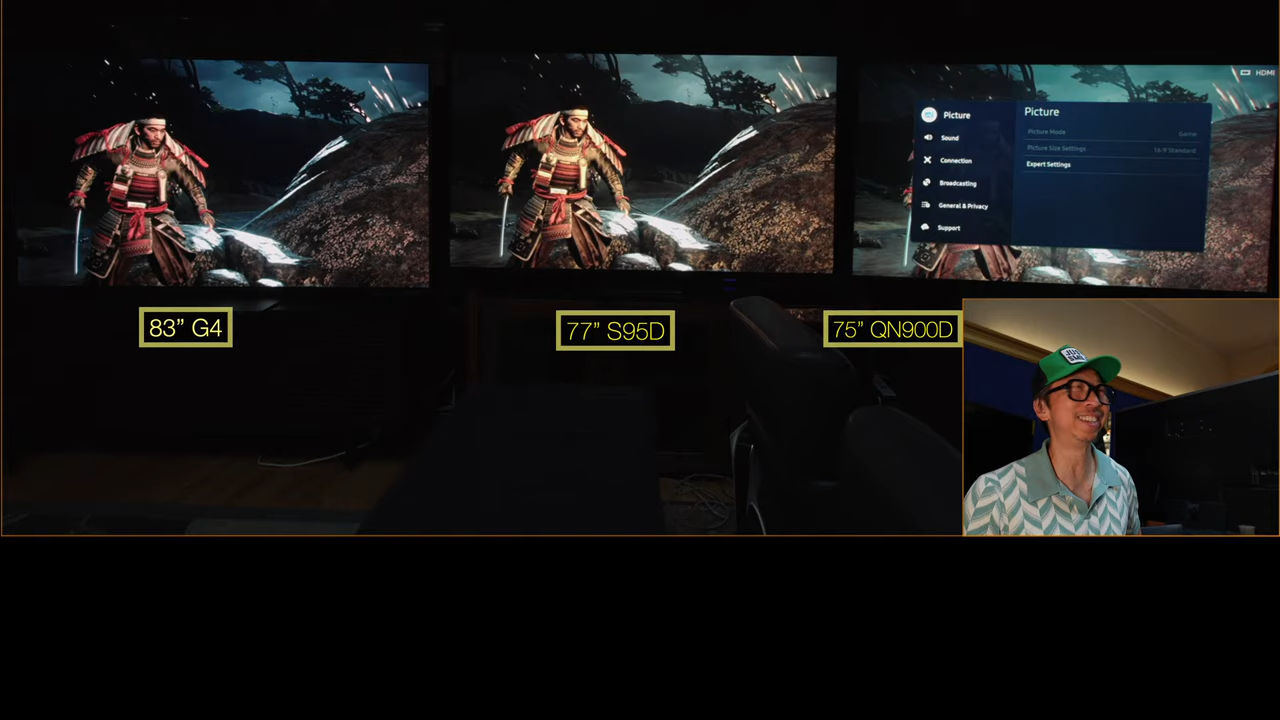 HDMI
Picture
Sound
Connection
Broadcasting
General & Privacy
Support
Picture
Picture Mode Game
Picture Size Settings 16:9 Standard
Expert Settings
83” G4
77” S95D
75” QN900D